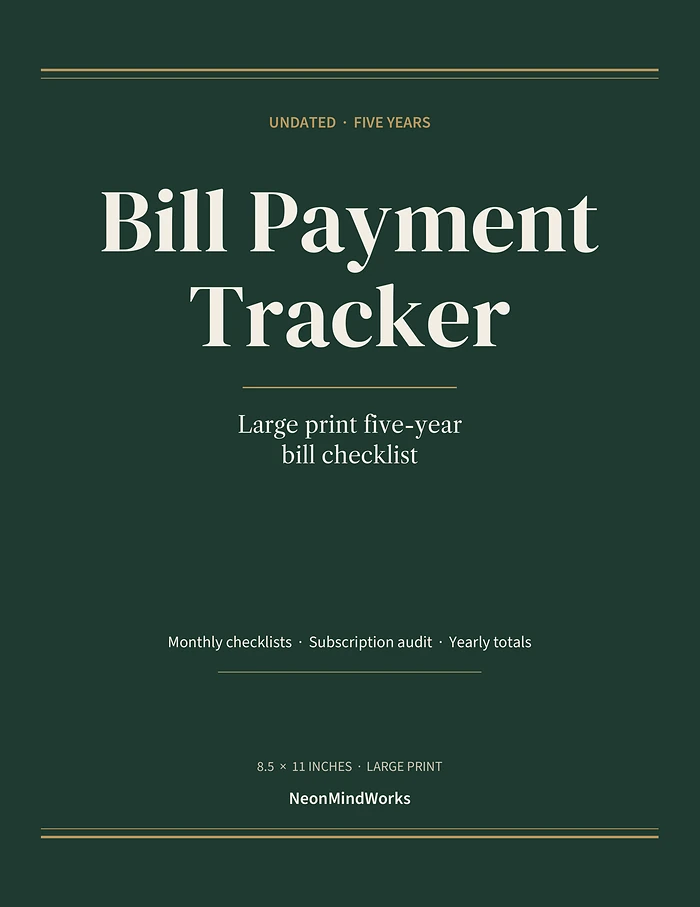 UNDATED · FIVE YEARS
Bill Payment
Tracker
Large print five-year
bill checklist
Monthly checklists · Subscription audit · Yearly totals
8.5 × 11 INCHES · LARGE PRINT
NeonMindWorks